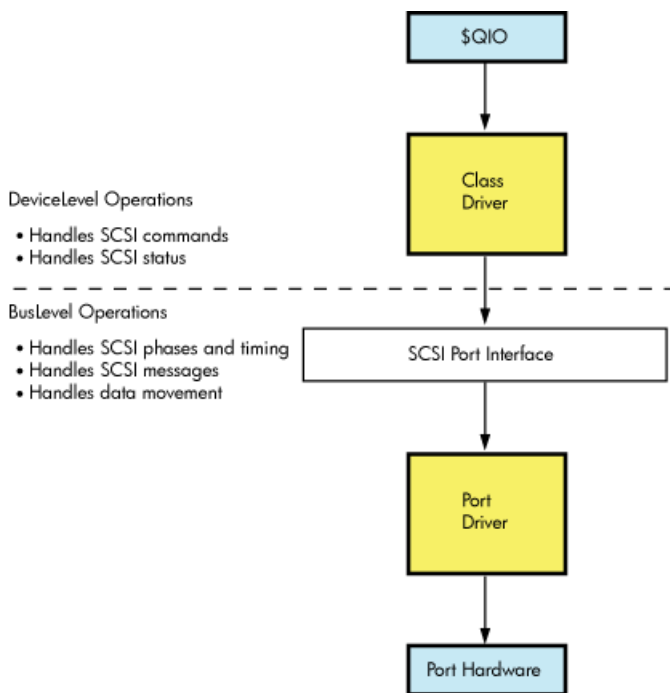 $QIO
Class
Driver
DeviceLevel Operations
• Handles SCSI commands
• Handles SCSI status
BusLevel Operations
• Handles SCSI phases and timing
• Handles SCSI messages
• Handles data movement
SCSI Port Interface
Port
Driver
Port Hardware